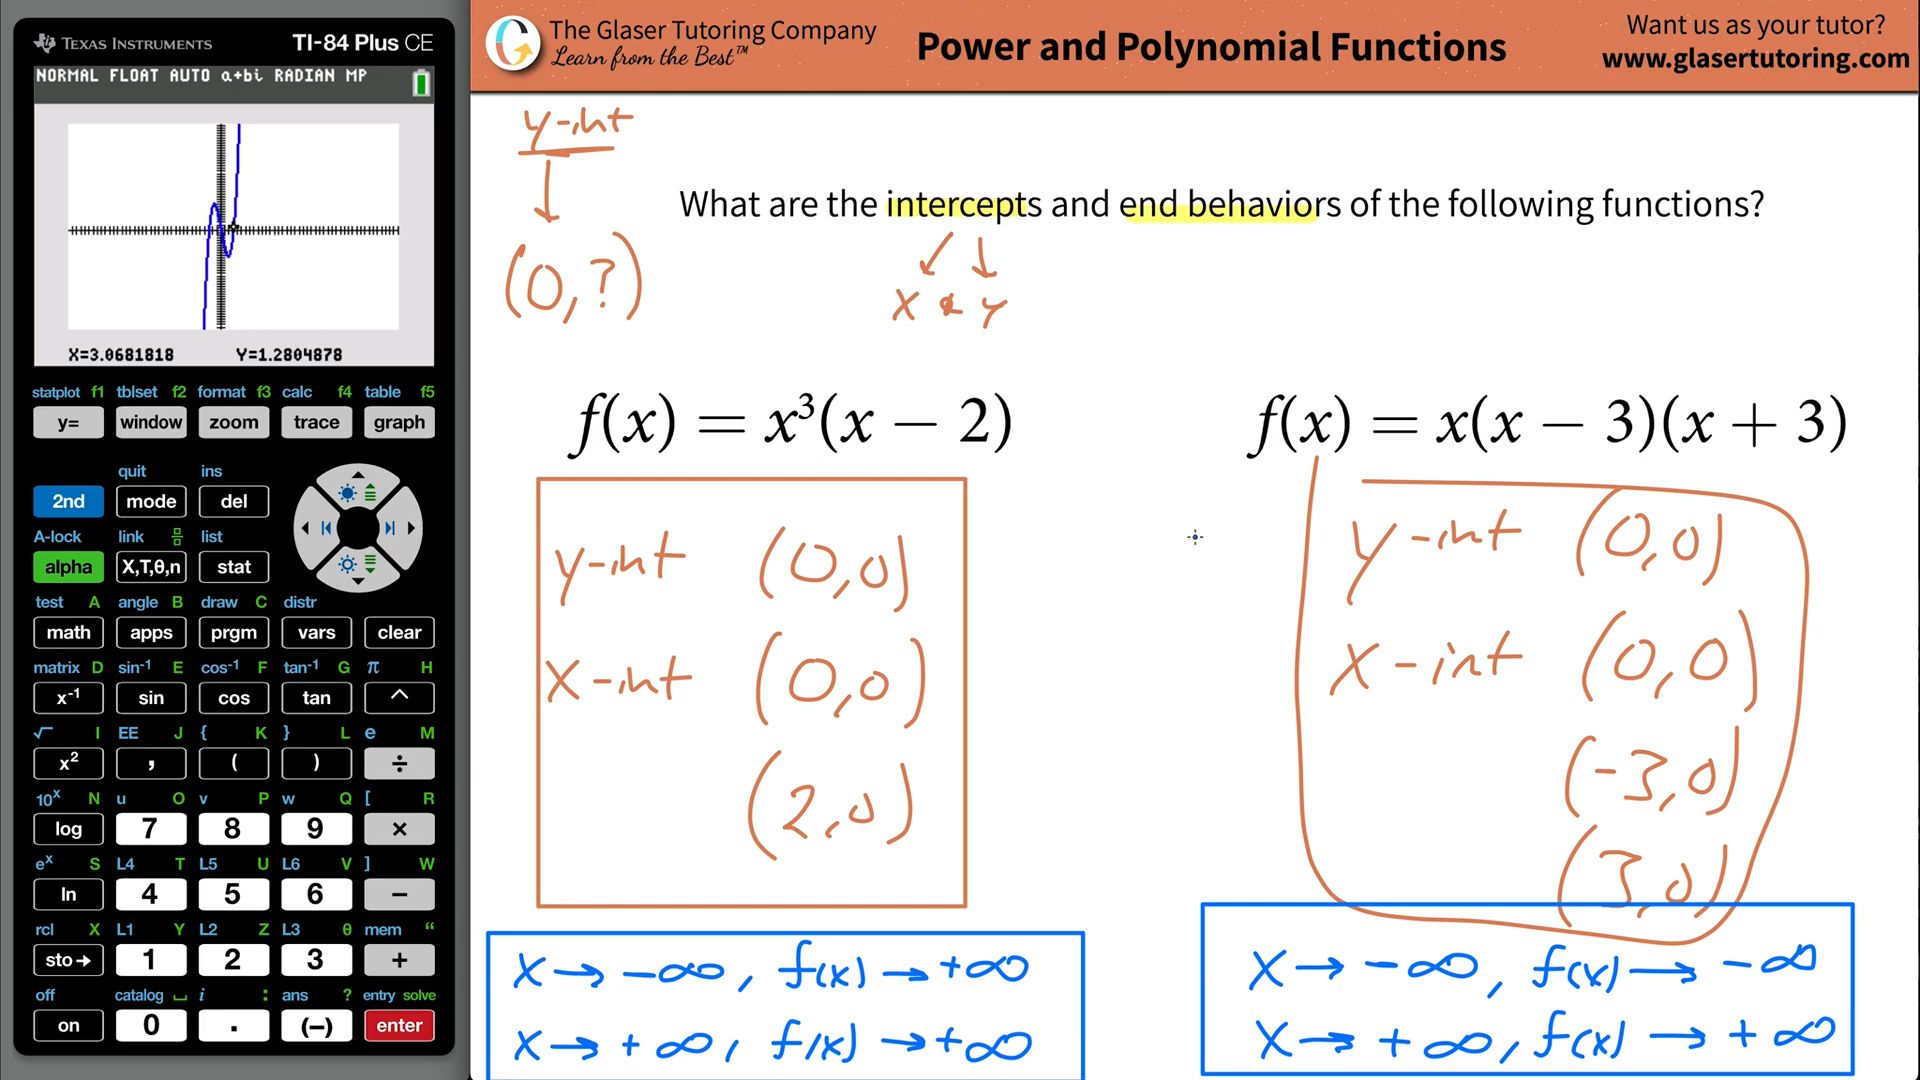 TEXAS INSTRUMENTS TI-84 Plus CE
NORMAL FLOAT AUTO a+bi RADIAN MP
X=3.0681818 Y=1.2804878
statplot f1 tblset f2 format f3 calc f4 table f5
y= window zoom trace graph
quit ins
2nd mode del
A-lock link list
alpha X,T,θ,n stat
test A angle B draw C distr
math apps prgm vars clear
matrix D sin⁻¹ E cos⁻¹ F tan⁻¹ G π H
x⁻¹ sin cos tan ^
√ I EE J { K } L e M
x² , ( ) ÷
10ˣ N u O v P w Q [ R
log 7 8 9 ×
eˣ S L4 T L5 U L6 V ] W
ln 4 5 6 −
rcl X L1 Y L2 Z L3 θ mem “
sto→ 1 2 3 +
off catalog ⎵ i : ans ? entry solve
on 0 . (−) enter
The Glaser Tutoring Company
Learn from the Best™
Power and Polynomial Functions
Want us as your tutor?
www.glasertutoring.com
y-int
(0,?)
What are the intercepts and end behaviors of the following functions?
x & y
f(x) = x³(x − 2)
y-int (0,0)
x-int (0,0)
(2,0)
x → -∞, f(x) → +∞
x → +∞, f(x) → +∞
f(x) = x(x − 3)(x + 3)
y-int (0,0)
x-int (0,0)
(-3,0)
(3,0)
x → -∞, f(x) → -∞
x → +∞, f(x) → +∞